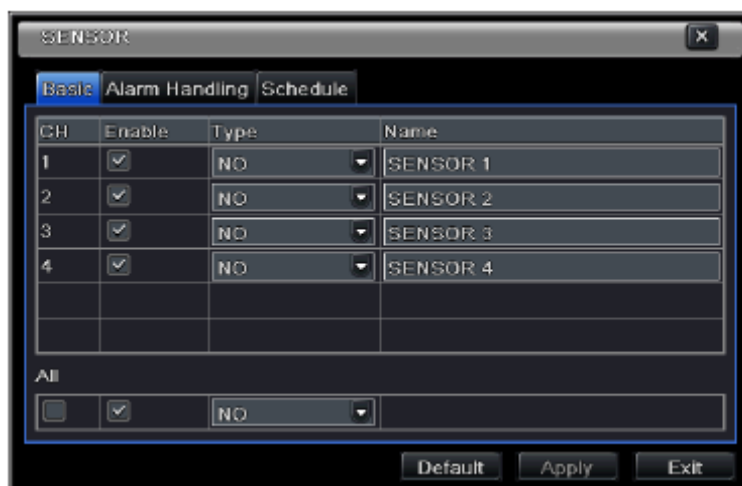 SENSOR
Basic Alarm Handling Schedule
CH Enable Type Name
1 NO SENSOR 1
2 NO SENSOR 2
3 NO SENSOR 3
4 NO SENSOR 4
All
NO
Default Apply Exit